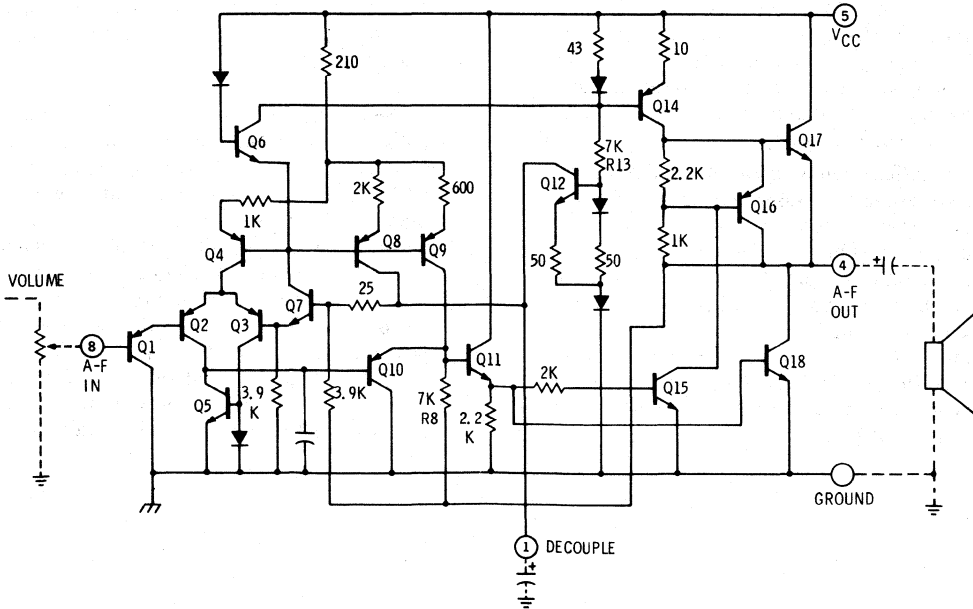 5
VCC
43
10
210
Q14
Q17
Q6
7K
R13
Q12
2.2K
2K
600
Q16
1K
Q8
Q9
Q4
1K
50
50
4
A-F
OUT
+
VOLUME
25
Q7
Q2
Q3
8
A-F
IN
Q1
Q11
Q18
Q10
2K
Q15
Q5
3.9
K
3.9K
7K
R8
2.2
K
GROUND
1
DECOUPLE
+